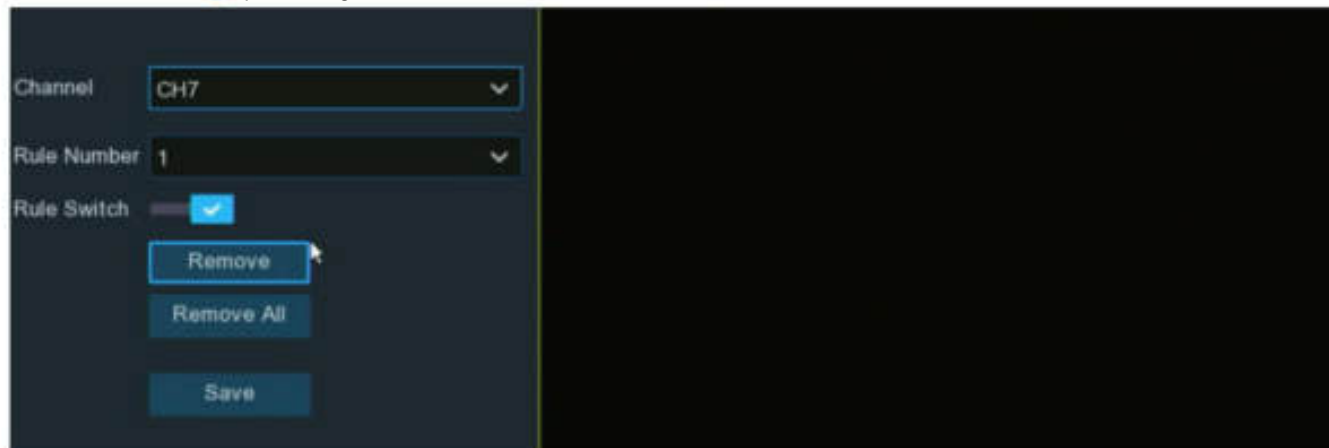 Channel CH7
Rule Number 1
Rule Switch
Remove
Remove All
Save